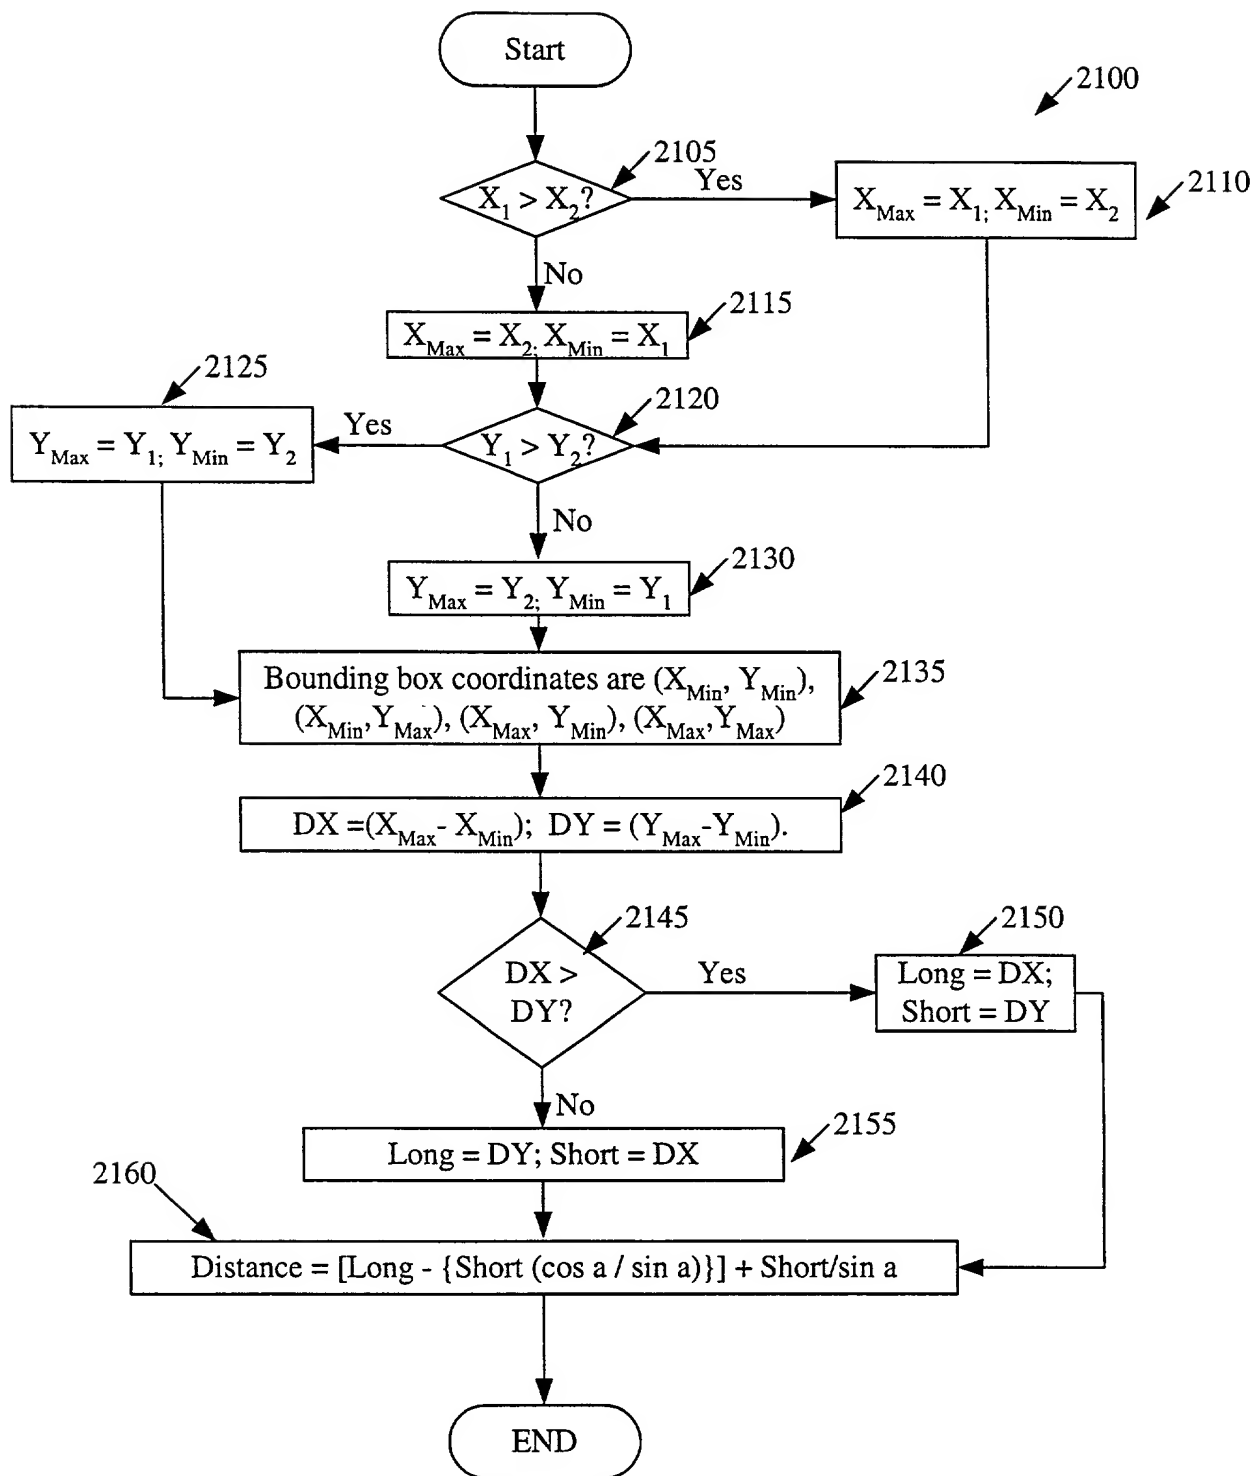 Start
2100
2105
X1 > X2?
Yes
XMax = X1; XMin = X2
2110
No
2115
XMax = X2; XMin = X1
2125
2120
YMax = Y1; YMin = Y2
Yes
Y1 > Y2?
No
2130
YMax = Y2; YMin = Y1
Bounding box coordinates are (XMin, YMin),
(XMin,YMax), (XMax, YMin), (XMax,YMax)
2135
2140
DX =(XMax- XMin); DY = (YMax-YMin).
2145
2150
DX >
DY?
Yes
Long = DX;
Short = DY
No
2155
Long = DY; Short = DX
2160
Distance = [Long - {Short (cos a / sin a)}] + Short/sin a
END